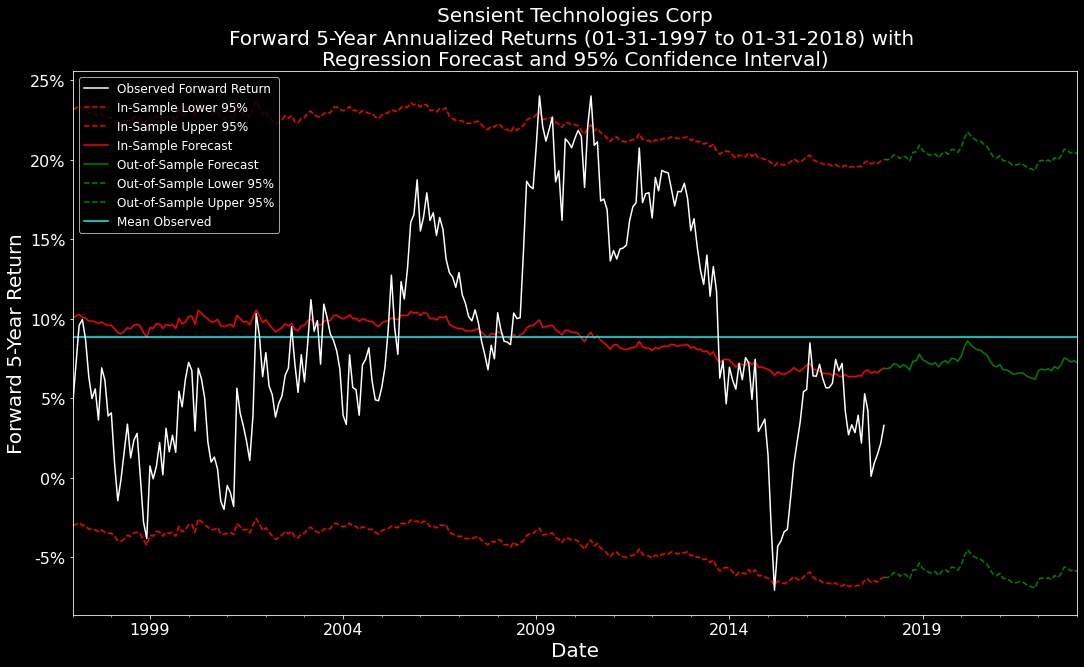 Sensient Technologies Corp
Forward 5-Year Annualized Returns (01-31-1997 to 01-31-2018) with
Regression Forecast and 95% Confidence Interval)
25%
20%
15%
10%
5%
0%
-5%
Forward 5-Year Return
Observed Forward Return
In-Sample Lower 95%
In-Sample Upper 95%
In-Sample Forecast
Out-of-Sample Forecast
Out-of-Sample Lower 95%
Out-of-Sample Upper 95%
Mean Observed
1999
2004
2009
2014
2019
Date